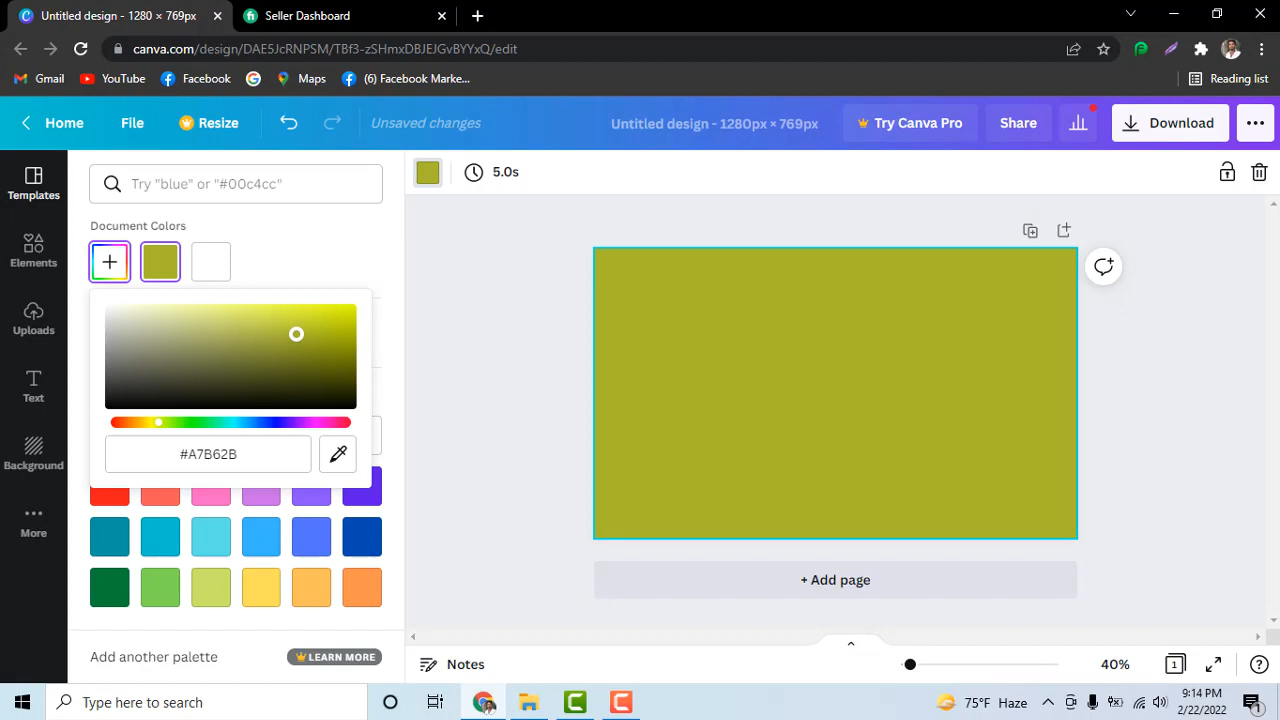 Untitled design - 1280 × 769px
Seller Dashboard
canva.com/design/DAE5JcRNPSM/TBf3-zSHmxDBJEJGvBYYxQ/edit
Gmail
YouTube
Facebook
Maps
(6) Facebook Marke...
Reading list
Home
File
Resize
Unsaved changes
Untitled design - 1280px × 769px
Try Canva Pro
Share
Download
Templates
Elements
Uploads
Text
Background
More
Try "blue" or "#00c4cc"
Document Colors
#A7B62B
Add another palette
LEARN MORE
5.0s
+ Add page
Notes
40%
1
Type here to search
75°F Haze
9:14 PM
2/22/2022
1